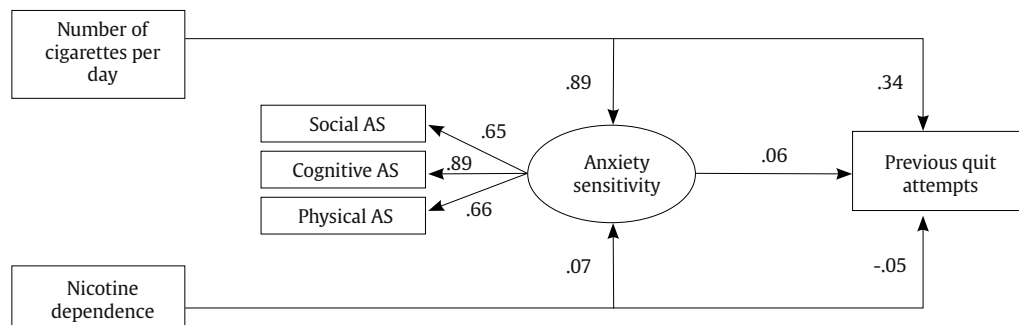 Number of
cigarettes per
day
.89
.34
Social AS
.65
Cognitive AS
.89
Physical AS
.66
Anxiety
sensitivity
.06
Previous quit
attempts
.07
-.05
Nicotine
dependence